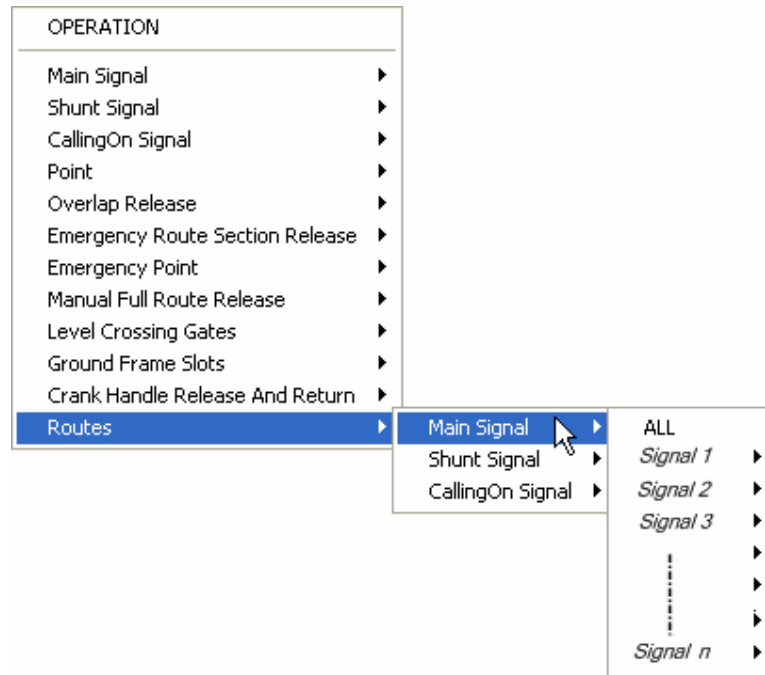 OPERATION
Main Signal
Shunt Signal
CallingOn Signal
Point
Overlap Release
Emergency Route Section Release
Emergency Point
Manual Full Route Release
Level Crossing Gates
Ground Frame Slots
Crank Handle Release And Return
Routes
Main Signal
Shunt Signal
CallingOn Signal
ALL
Signal 1
Signal 2
Signal 3
Signal n